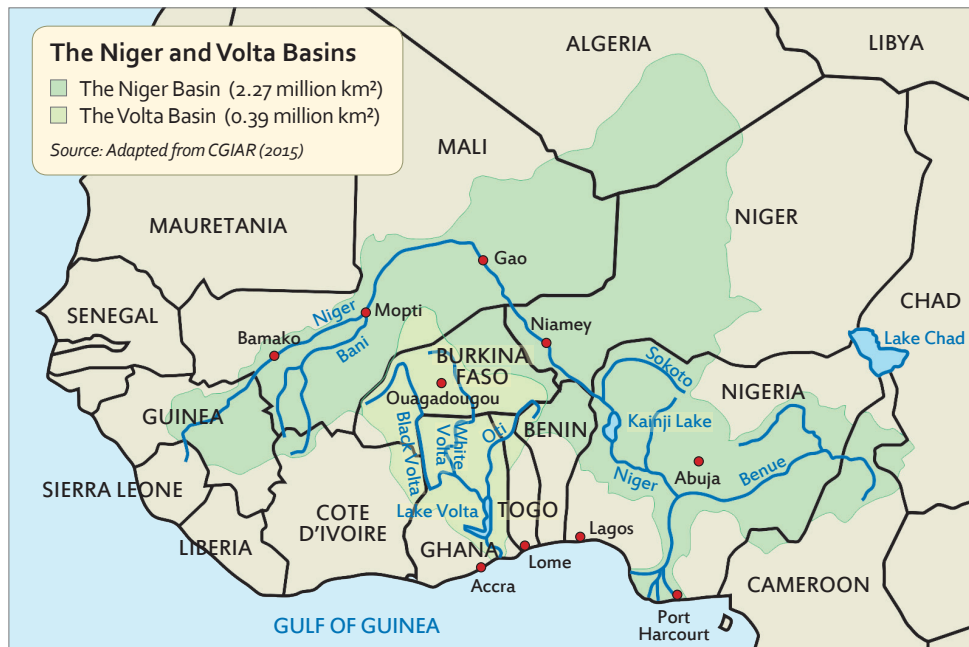 The Niger and Volta Basins
The Niger Basin (2.27 million km²)
The Volta Basin (0.39 million km²)
Source: Adapted from CGIAR (2015)
ALGERIA
LIBYA
MALI
MAURETANIA
NIGER
Gao
CHAD
SENEGAL
Niger
Mopti
Bamako
Bani
Niamey
Lake Chad
BURKINA
FASO
Ouagadougou
Sokoto
NIGERIA
GUINEA
Black Volta
White
Volta
Oti
BENIN
Kainji Lake
Niger
Abuja
Benue
SIERRA LEONE
COTE
D'IVOIRE
Lake Volta
TOGO
LIBERIA
GHANA
Lagos
Lome
Accra
CAMEROON
GULF OF GUINEA
Port
Harcourt